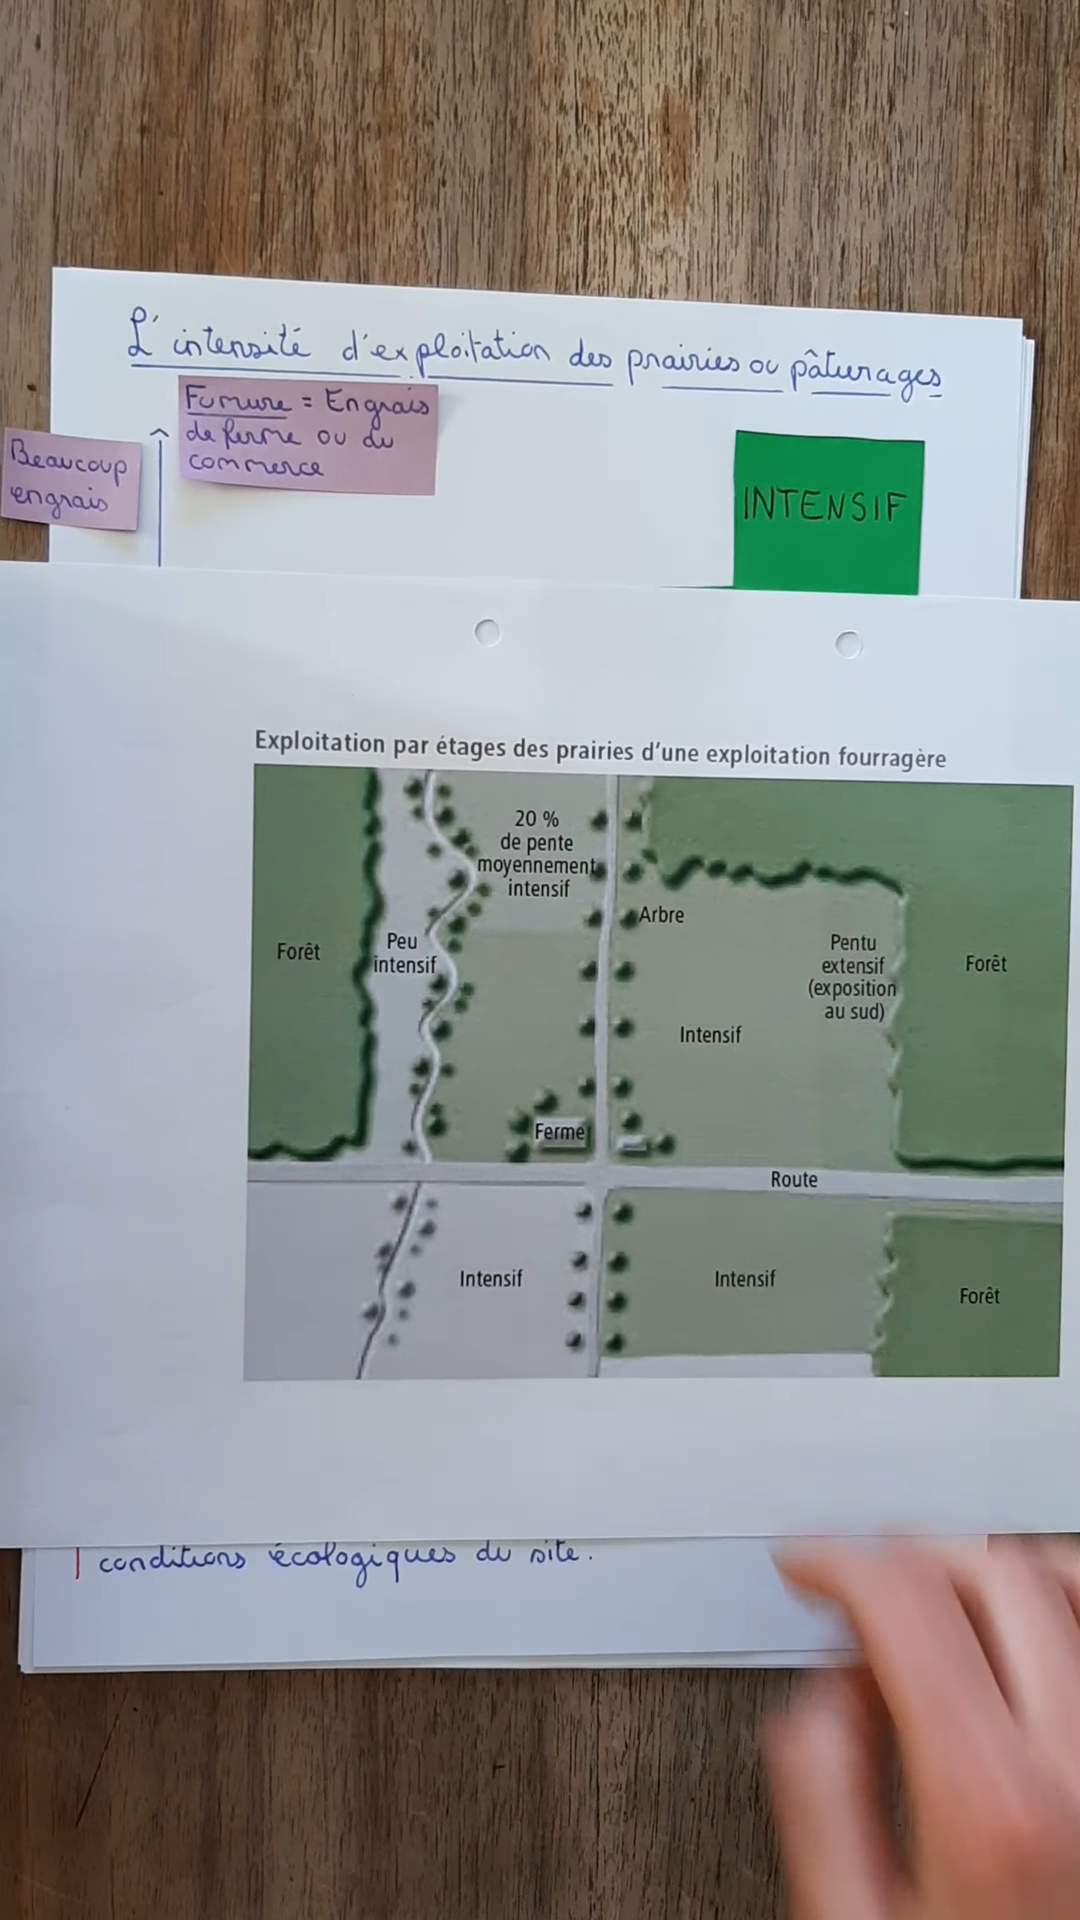 L'intensité d'exploitation des prairies ou pâturages
Fumure = Engrais
de ferme ou du
commerce
Beaucoup
engrais
INTENSIF
Exploitation par étages des prairies d'une exploitation fourragère
20 %
de pente
moyennement
intensif
Arbre
Forêt
Peu
intensif
Pentu
extensif
(exposition
au sud)
Forêt
Intensif
Ferme
Route
Intensif
Intensif
Forêt
conditions écologiques du site.